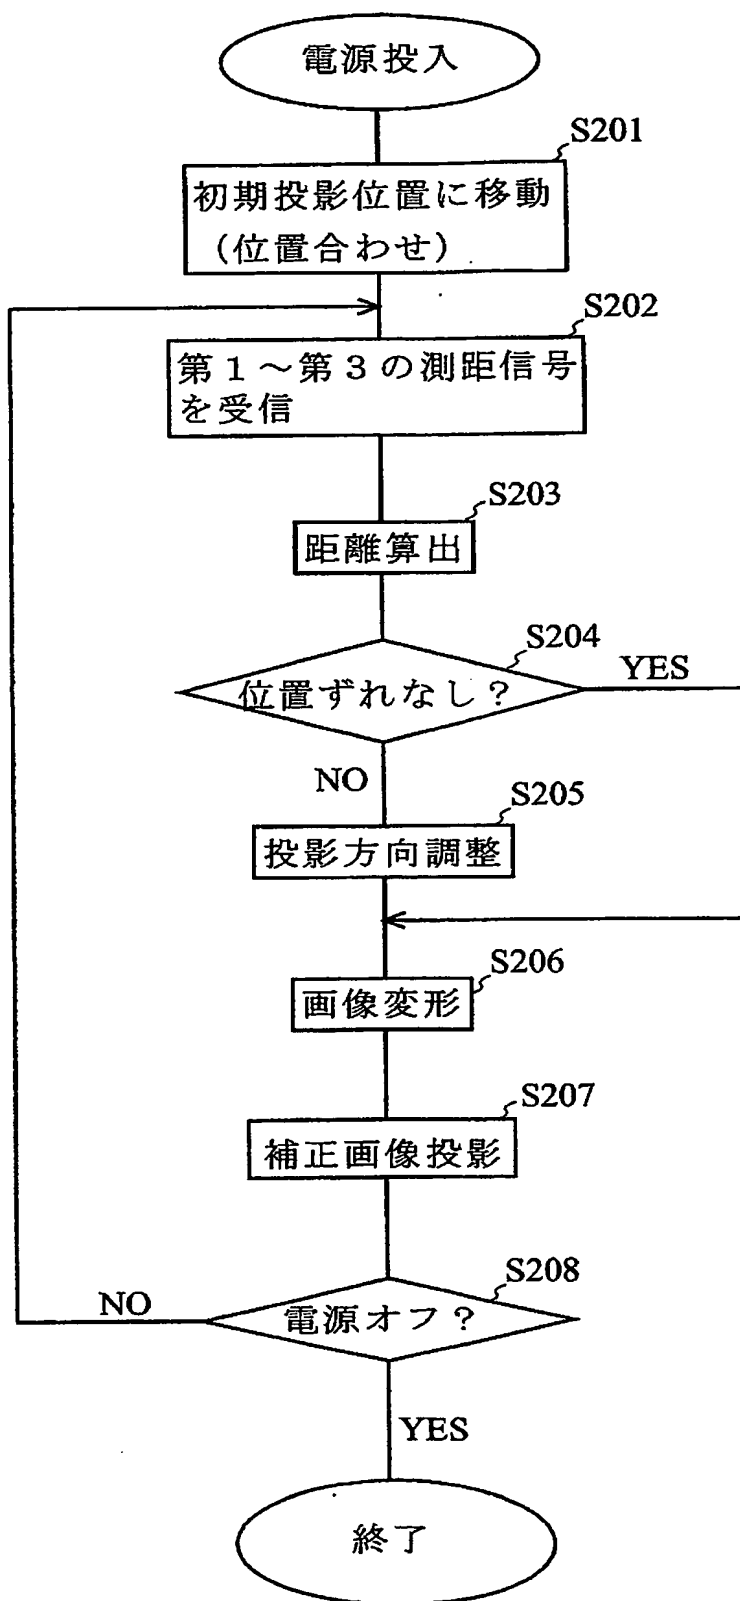 電源投入
S201
初期投影位置に移動
（位置合わせ）
S202
第１～第３の測距信号
を受信
S203
距離算出
S204
位置ずれなし？
YES
NO
S205
投影方向調整
S206
画像変形
S207
補正画像投影
S208
電源オフ？
NO
YES
終了